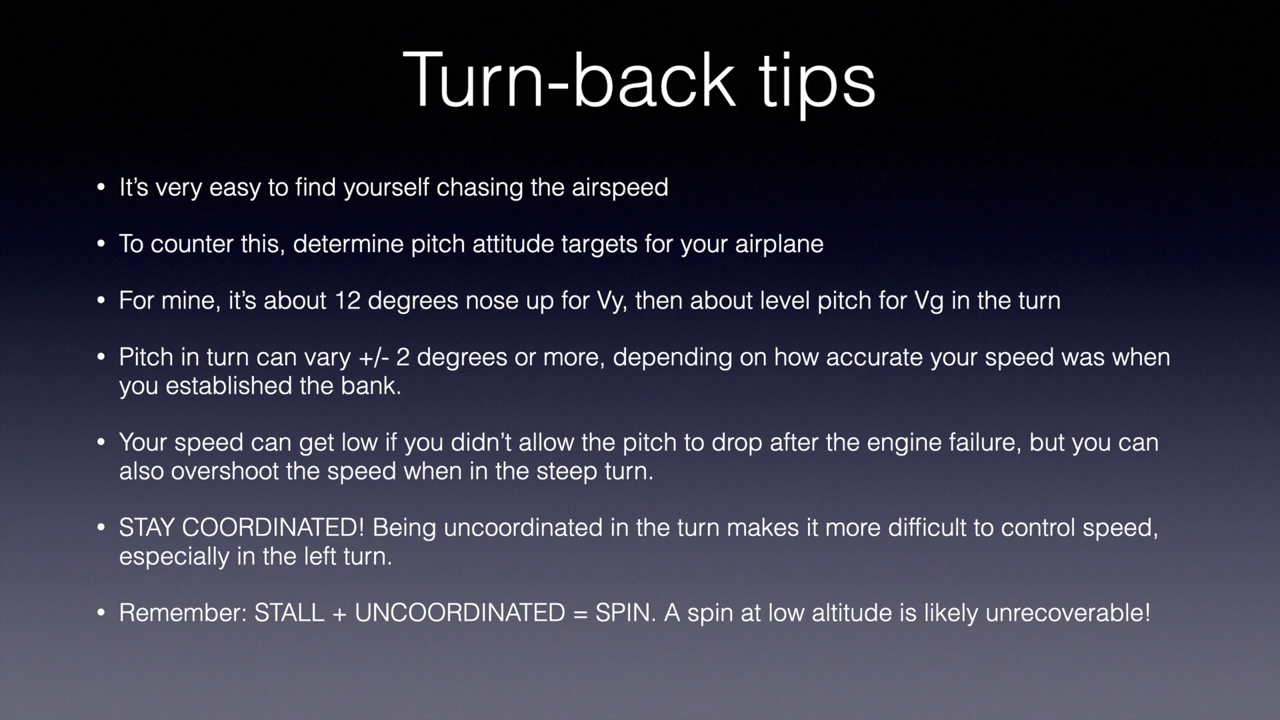 Turn-back tips
• It's very easy to find yourself chasing the airspeed
• To counter this, determine pitch attitude targets for your airplane
• For mine, it's about 12 degrees nose up for Vy, then about level pitch for Vg in the turn
• Pitch in turn can vary +/- 2 degrees or more, depending on how accurate your speed was when
you established the bank.
• Your speed can get low if you didn't allow the pitch to drop after the engine failure, but you can
also overshoot the speed when in the steep turn.
• STAY COORDINATED! Being uncoordinated in the turn makes it more difficult to control speed,
especially in the left turn.
• Remember: STALL + UNCOORDINATED = SPIN. A spin at low altitude is likely unrecoverable!